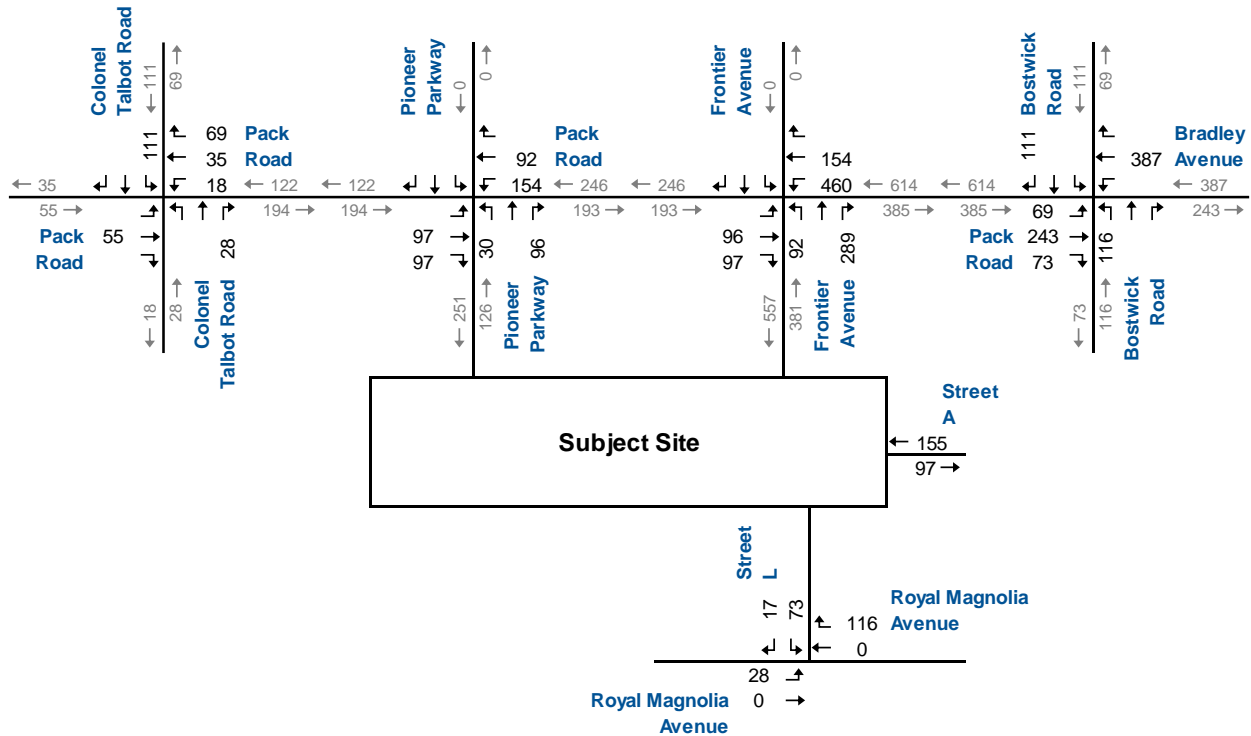 Colonel
Talbot Road
111
69
111
69
35
18
Pack
Road
35
55
122
122
194
194
Pack
Road
55
28
18
28
Colonel
Talbot Road
Pioneer
Parkway
0
0
92
154
Pack
Road
246
246
193
193
97
97
30
96
251
126
Pioneer
Parkway
Frontier
Avenue
0
0
154
460
614
614
385
385
96
97
92
289
557
381
Frontier
Avenue
Bostwick
Road
111
69
111
387
Bradley
Avenue
387
243
69
243
73
Pack
Road
116
73
116
Bostwick
Road
Subject Site
Street
A
155
97
Street
L
17
73
116
0
Royal Magnolia
Avenue
28
0
Royal Magnolia
Avenue